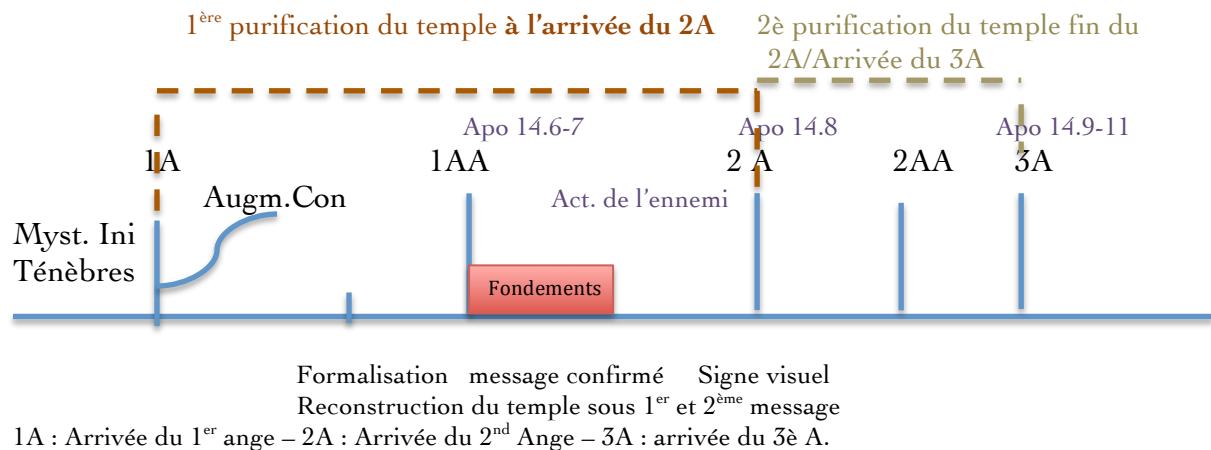 1ère purification du temple à l’arrivée du 2A
2è purification du temple fin du
2A/Arrivée du 3A
Apo 14.6-7
Apo 14.8
Apo 14.9-11
1A
1AA
2 A
2AA
3A
Augm.Con
Act. de l’ennemi
Myst. Ini
Ténèbres
Fondements
Formalisation message confirmé Signe visuel
Reconstruction du temple sous 1er et 2ème message
1A : Arrivée du 1er ange – 2A : Arrivée du 2nd Ange – 3A : arrivée du 3è A.